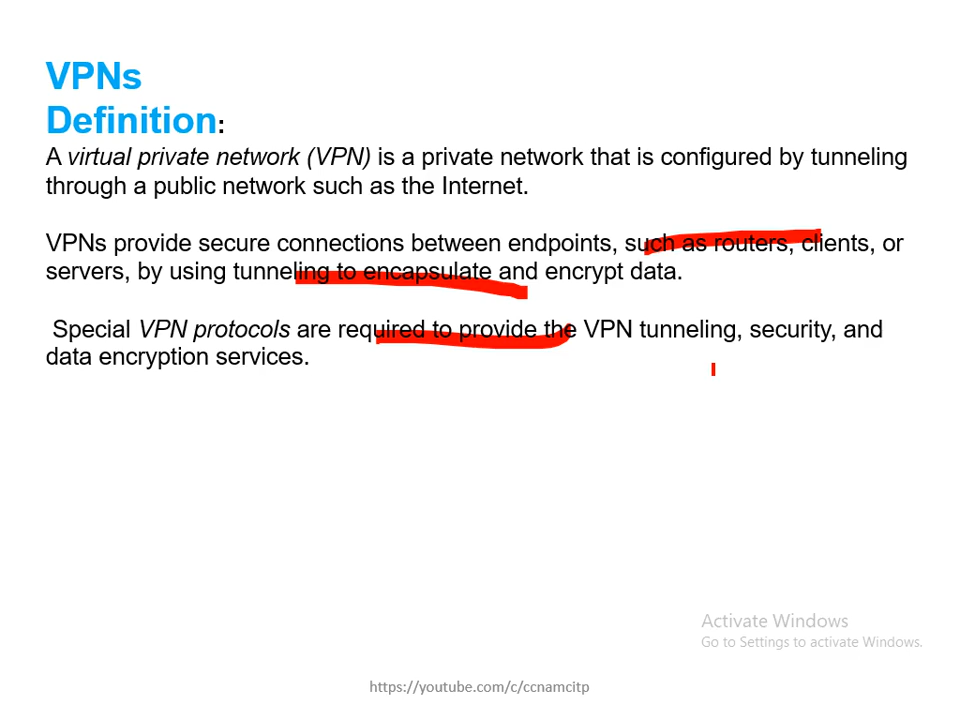 VPNs
Definition:
A virtual private network (VPN) is a private network that is configured by tunneling
through a public network such as the Internet.
VPNs provide secure connections between endpoints, such as routers, clients, or
servers, by using tunneling to encapsulate and encrypt data.
Special VPN protocols are required to provide the VPN tunneling, security, and
data encryption services.
Activate Windows
Go to Settings to activate Windows.
https://youtube.com/c/ccnamcitp